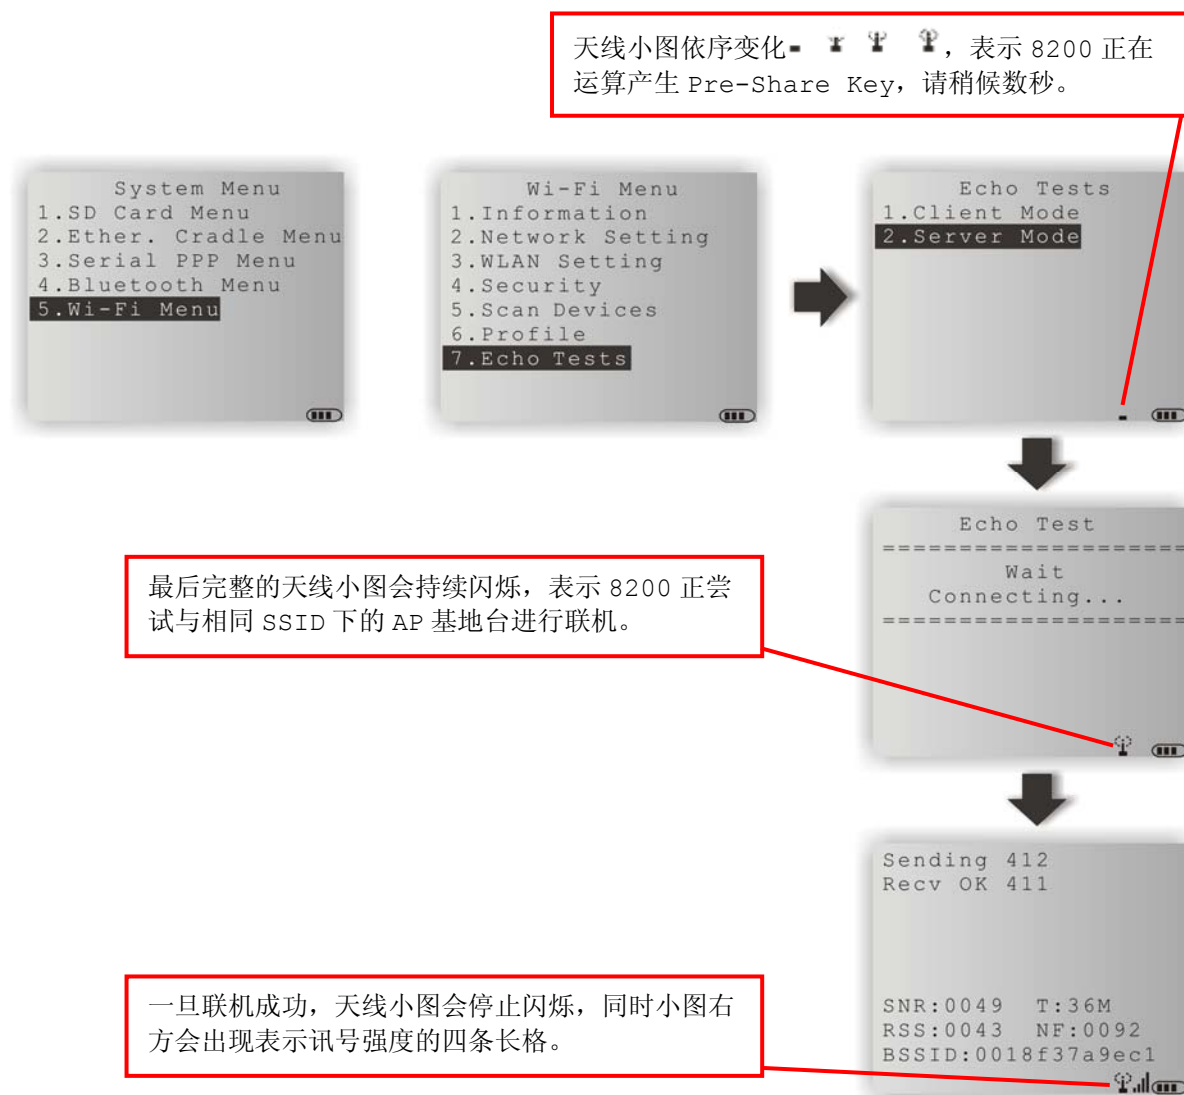 天线小图依序变化，表示 8200 正在
运算产生 Pre-Share Key，请稍候数秒。
System Menu
1.SD Card Menu
2.Ether. Cradle Menu
3.Serial PPP Menu
4.Bluetooth Menu
5.Wi-Fi Menu
Wi-Fi Menu
1.Information
2.Network Setting
3.WLAN Setting
4.Security
5.Scan Devices
6.Profile
7.Echo Tests
Echo Tests
1.Client Mode
2.Server Mode
Echo Test
====================
Wait
Connecting...
====================
最后完整的天线小图会持续闪烁，表示 8200 正尝
试与相同 SSID 下的 AP 基地台进行联机。
Sending 412
Recv OK 411
SNR:0049 T:36M
RSS:0043 NF:0092
BSSID:0018f37a9ec1
一旦联机成功，天线小图会停止闪烁，同时小图右
方会出现表示讯号强度的四条长格。